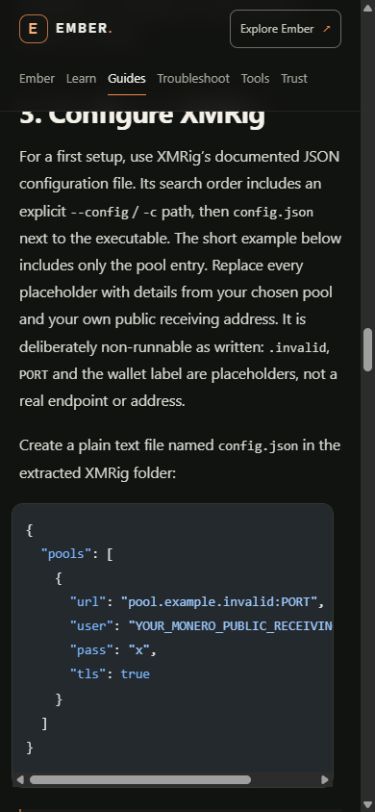 E EMBER.
Explore Ember ↗
Ember Learn Guides Troubleshoot Tools Trust
3. Configure XMRig
For a first setup, use XMRig’s documented JSON
configuration file. Its search order includes an
explicit --config / -c path, then config.json
next to the executable. The short example below
includes only the pool entry. Replace every
placeholder with details from your chosen pool
and your own public receiving address. It is
deliberately non-runnable as written: .invalid,
PORT and the wallet label are placeholders, not a
real endpoint or address.
Create a plain text file named config.json in the
extracted XMRig folder:
{
  "pools": [
    {
      "url": "pool.example.invalid:PORT",
      "user": "YOUR_MONERO_PUBLIC_RECEIVIN
      "pass": "x",
      "tls": true
    }
  ]
}